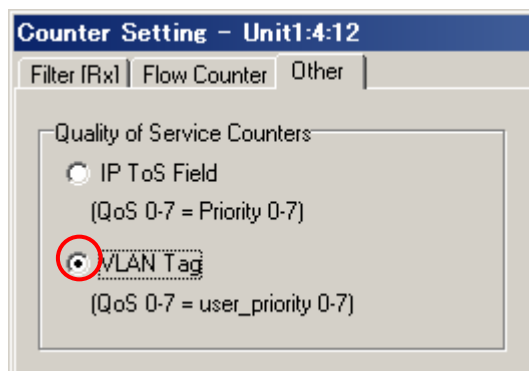 Counter Setting - Unit1:4:12
Filter [Rx] Flow Counter Other
Quality of Service Counters
IP ToS Field
(QoS 0-7 = Priority 0-7)
VLAN Tag
(QoS 0-7 = user_priority 0-7)